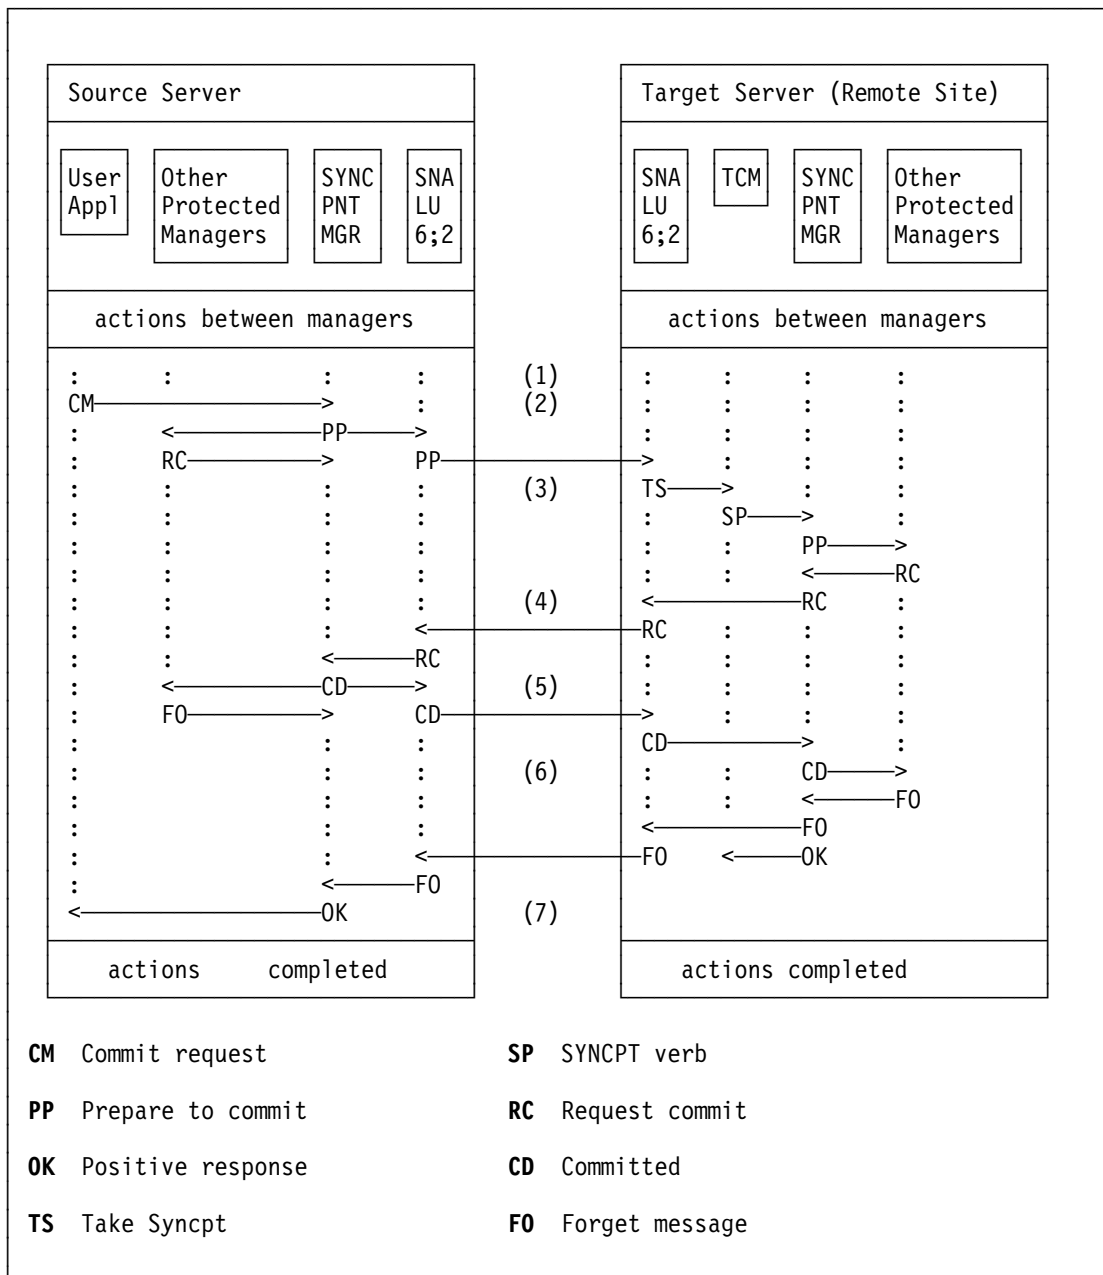 Source Server Target Server (Remote Site)
User Other SYNC SNA SNA TCM SYNC Other
Appl Protected PNT LU LU PNT Protected
Managers MGR 6;2 6;2 MGR Managers
actions between managers actions between managers
: : : : (1) : : : :
CM————————> : (2) : : : :
: <————————PP————> : : : :
: RC————————> PP————————> : : :
: : : : (3) TS————> : :
: : : : : SP————> :
: : : : : : PP————>
: : : : : : <————RC
: : : : (4) <————————RC :
: : : <————————RC : : :
: : <————RC : : : :
: <————————CD————> (5) : : : :
: FO————————> CD————————> : : :
: : : : CD————————> :
: : : : (6) : : CD————>
: : : : : : <————FO
: : : : <————————FO
: : <————————FO <————OK
: <————FO
<————————OK (7)
actions completed actions completed
CM Commit request SP SYNCPT verb
PP Prepare to commit RC Request commit
OK Positive response CD Committed
TS Take Syncpt FO Forget message